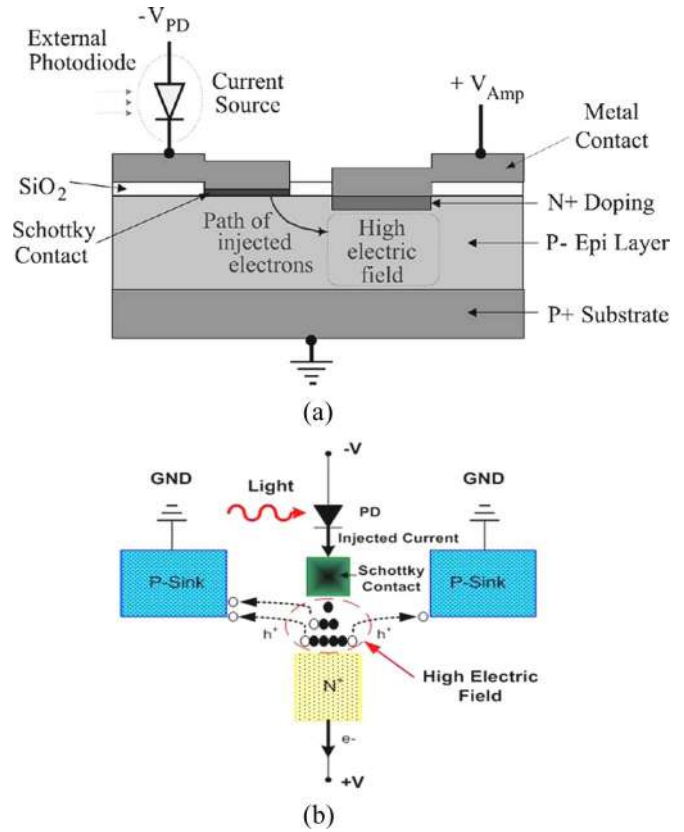 -V_PD
External
Photodiode
Current
Source
+ V_Amp
Metal
Contact
SiO₂
N+ Doping
Schottky
Contact
Path of
injected
electrons
High
electric
field
P- Epi Layer
P+ Substrate
(a)
-V
GND
GND
Light
PD
Injected Current
Schottky
Contact
P-Sink
P-Sink
h⁺
h⁺
N⁺
High Electric
Field
e-
+V
(b)